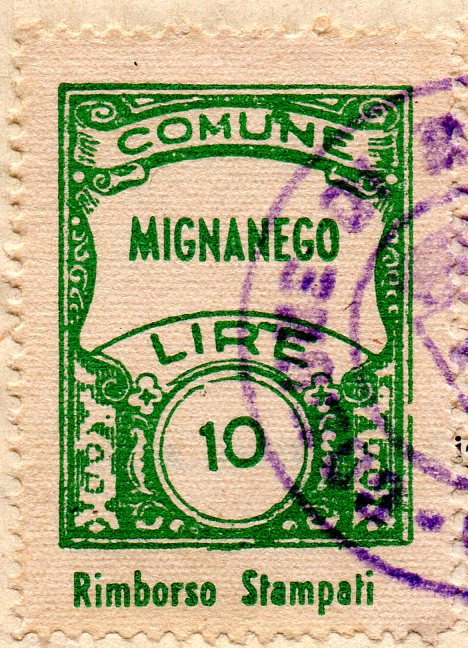 COMUNE
MIGNANEGO
LIRE
10
Rimborso Stampati